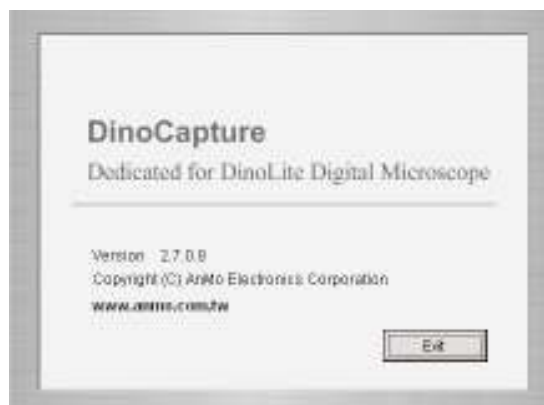 DinoCapture
Dedicated for DinoLite Digital Microscope
Version 2.7.0.8
Copyright (C) AnMo Electronics Corporation
www.anmo.com.tw
Exit